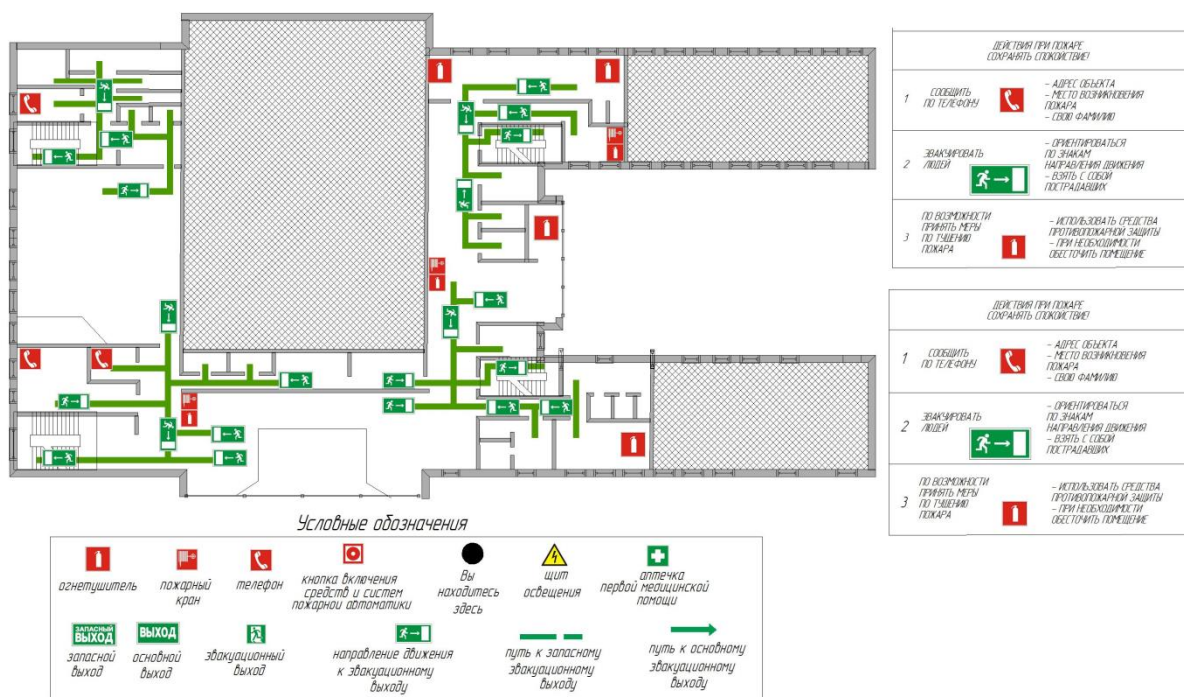 ДЕЙСТВИЯ ПРИ ПОЖАРЕ
СОХРАНЯТЬ СПОКОЙСТВИЕ!
1
СООБЩИТЬ
ПО ТЕЛЕФОНУ
- АДРЕС ОБЪЕКТА
- МЕСТО ВОЗНИКНОВЕНИЯ
ПОЖАРА
- СВОЮ ФАМИЛИЮ
2
ЭВАКУИРОВАТЬ
ЛЮДЕЙ
- ОРИЕНТИРОВАТЬСЯ
ПО ЗНАКАМ
НАПРАВЛЕНИЯ ДВИЖЕНИЯ
- ВЗЯТЬ С СОБОЙ
ПОСТРАДАВШИХ
3
ПО ВОЗМОЖНОСТИ
ПРИНЯТЬ МЕРЫ
ПО ТУШЕНИЮ
ПОЖАРА
- ИСПОЛЬЗОВАТЬ СРЕДСТВА
ПРОТИВОПОЖАРНОЙ ЗАЩИТЫ
- ПРИ НЕОБХОДИМОСТИ
ОБЕСТОЧИТЬ ПОМЕЩЕНИЕ
ДЕЙСТВИЯ ПРИ ПОЖАРЕ
СОХРАНЯТЬ СПОКОЙСТВИЕ!
1
СООБЩИТЬ
ПО ТЕЛЕФОНУ
- АДРЕС ОБЪЕКТА
- МЕСТО ВОЗНИКНОВЕНИЯ
ПОЖАРА
- СВОЮ ФАМИЛИЮ
2
ЭВАКУИРОВАТЬ
ЛЮДЕЙ
- ОРИЕНТИРОВАТЬСЯ
ПО ЗНАКАМ
НАПРАВЛЕНИЯ ДВИЖЕНИЯ
- ВЗЯТЬ С СОБОЙ
ПОСТРАДАВШИХ
3
ПО ВОЗМОЖНОСТИ
ПРИНЯТЬ МЕРЫ
ПО ТУШЕНИЮ
ПОЖАРА
- ИСПОЛЬЗОВАТЬ СРЕДСТВА
ПРОТИВОПОЖАРНОЙ ЗАЩИТЫ
- ПРИ НЕОБХОДИМОСТИ
ОБЕСТОЧИТЬ ПОМЕЩЕНИЕ
Условные обозначения
огнетушитель
пожарный
кран
телефон
кнопка включения
средств и систем
пожарной автоматики
Вы
находитесь
здесь
щит
освещения
аптечка
первой медицинской
помощи
ЗАПАСНЫЙ
ВЫХОД
запасной
выход
ВЫХОД
основной
выход
эвакуационный
выход
направление движения
к эвакуационному
выходу
путь к запасному
эвакуационному
выходу
путь к основному
эвакуационному
выходу